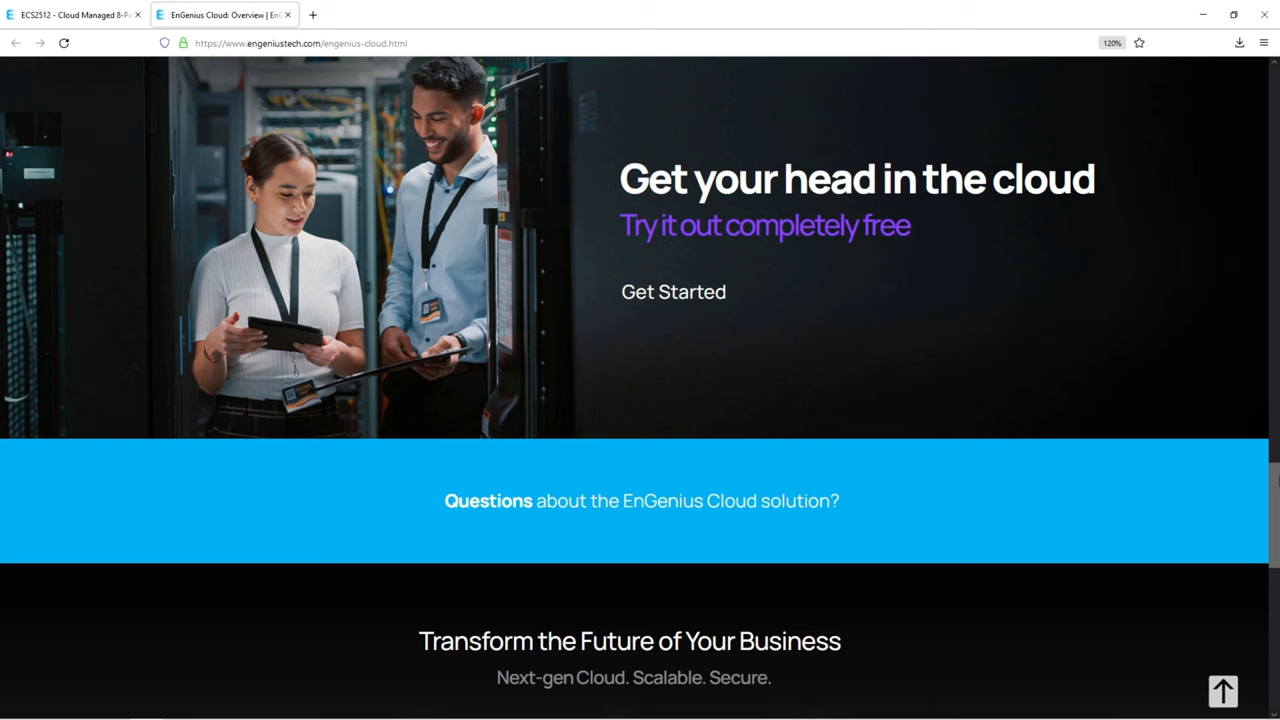 ECS2512 - Cloud Managed 8-Po
EnGenius Cloud: Overview | EnG
https://www.engeniustech.com/engenius-cloud.html
120%
Get your head in the cloud
Try it out completely free
Get Started
Questions about the EnGenius Cloud solution?
Transform the Future of Your Business
Next-gen Cloud. Scalable. Secure.